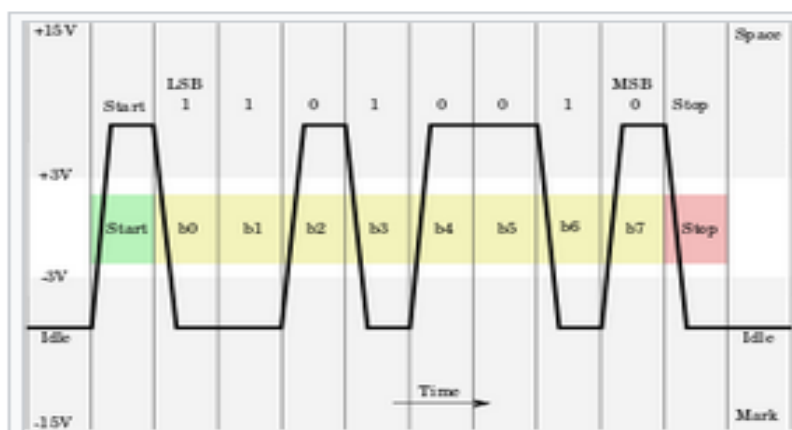 +15V Space
LSB MSB
Start 1 1 0 1 0 0 1 0 Stop
+3V
Start b0 b1 b2 b3 b4 b5 b6 b7 Stop
-3V
Idle Idle
Time
-15V Mark